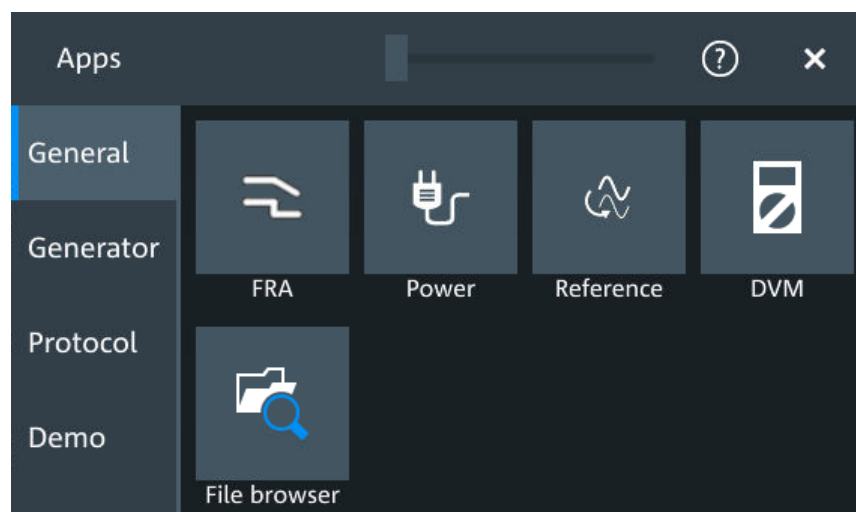 Apps
?
×
General
Generator
Protocol
Demo
FRA
Power
Reference
DVM
File browser